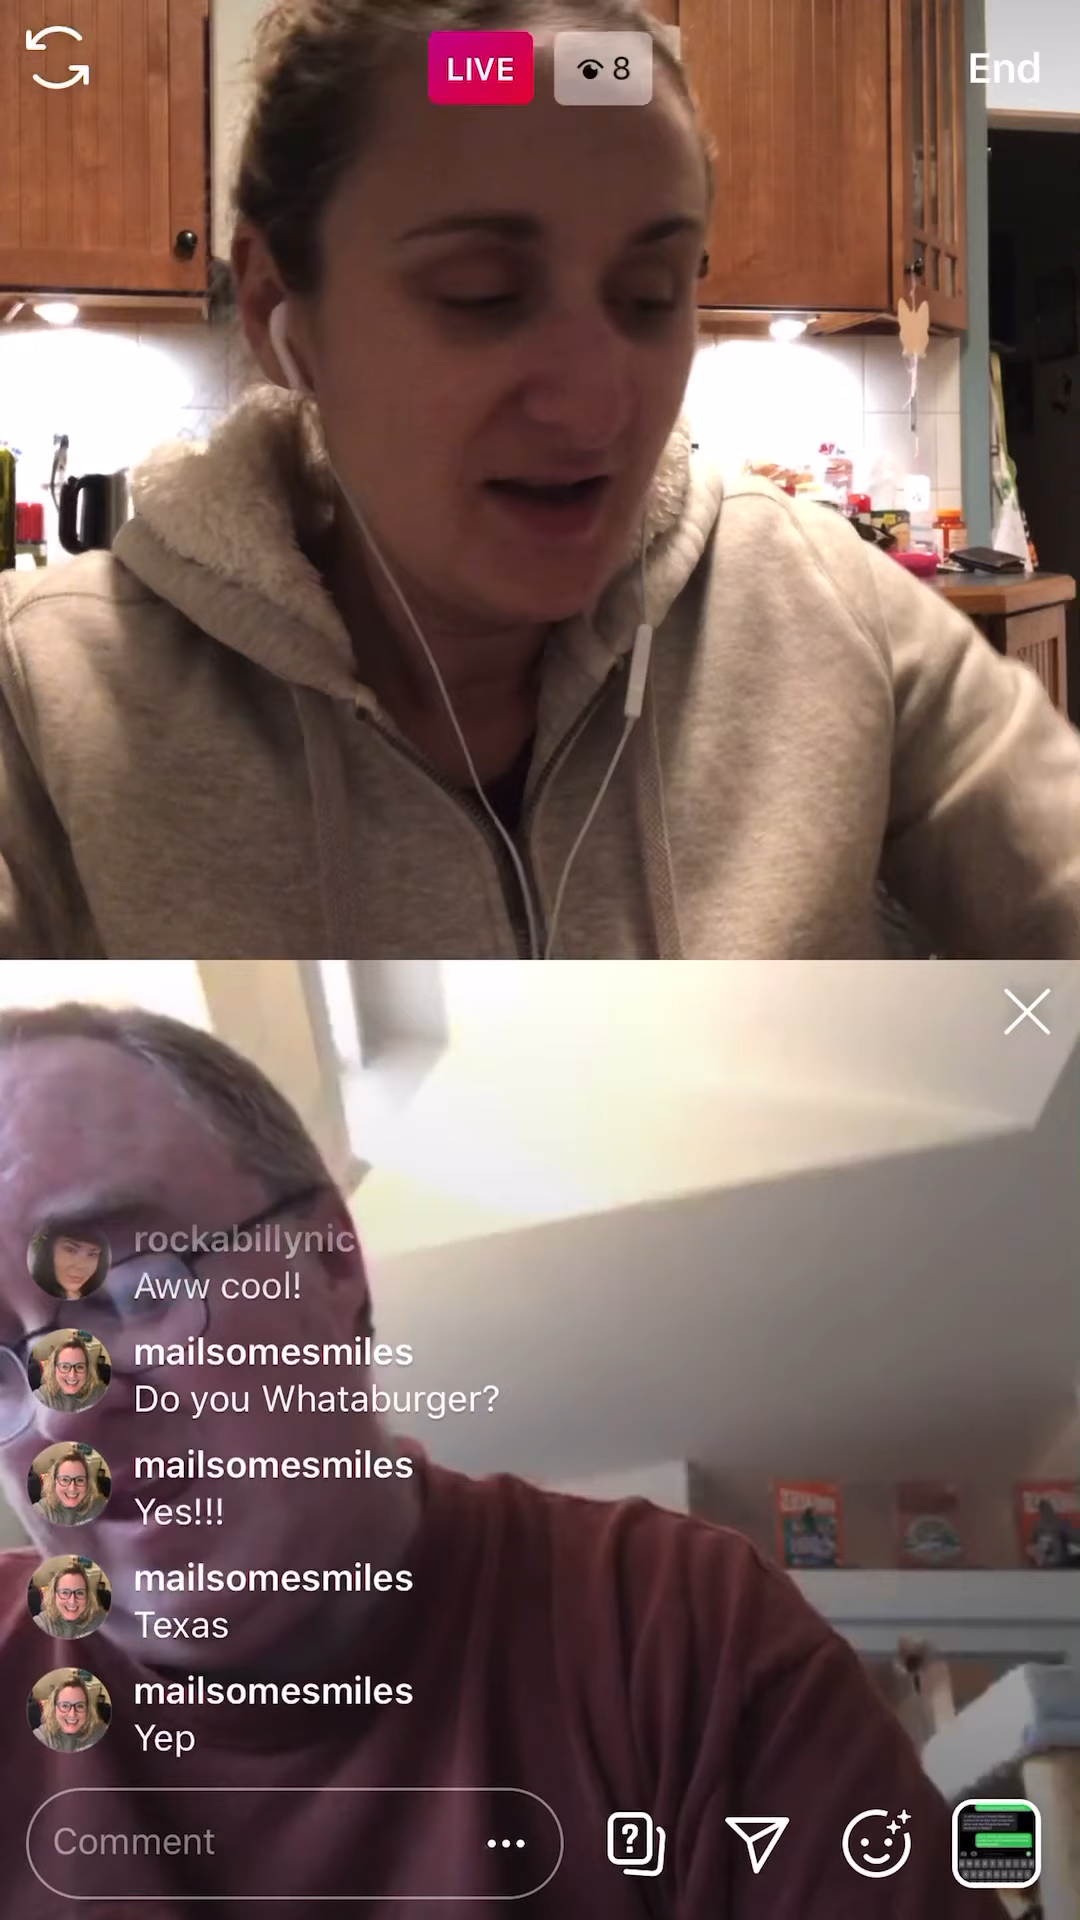 LIVE
8
End
rockabillynic
Aww cool!
mailsomesmiles
Do you Whataburger?
mailsomesmiles
Yes!!!
mailsomesmiles
Texas
mailsomesmiles
Yep
Comment